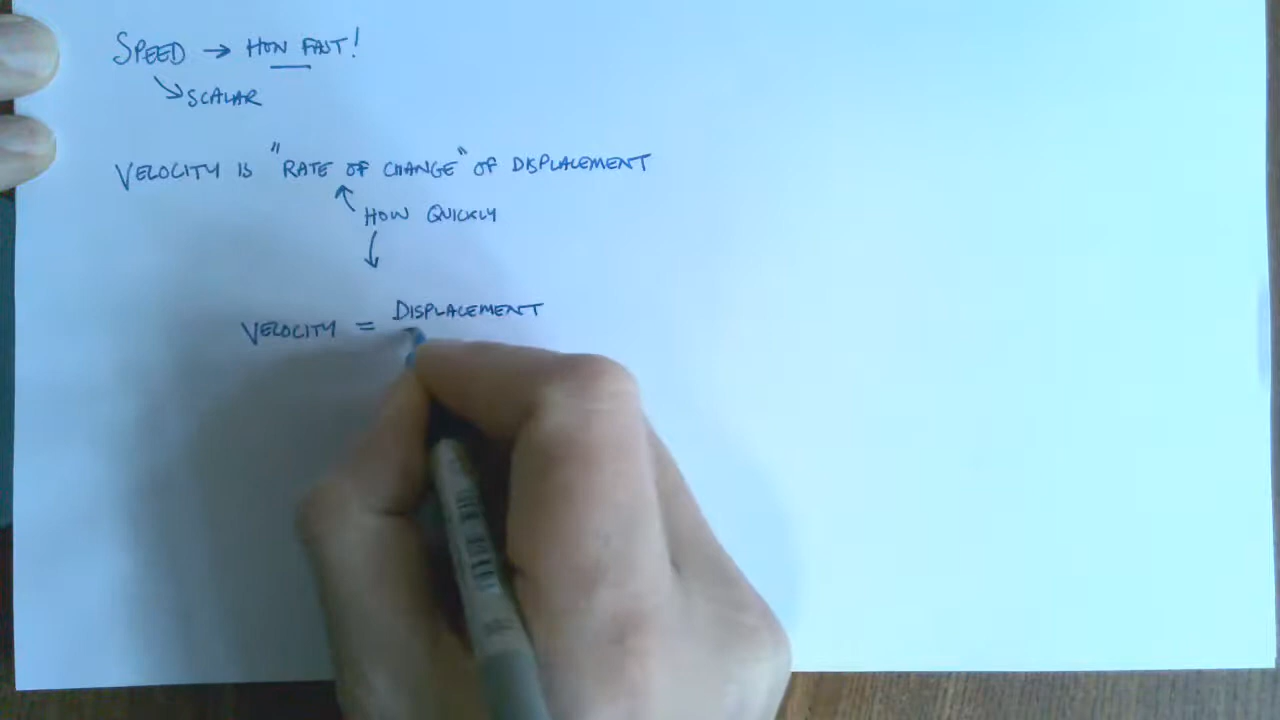 SPEED → HOW FAST!
SCALAR
VELOCITY IS "RATE OF CHANGE" OF DISPLACEMENT
HOW QUICKLY
VELOCITY = DISPLACEMENT